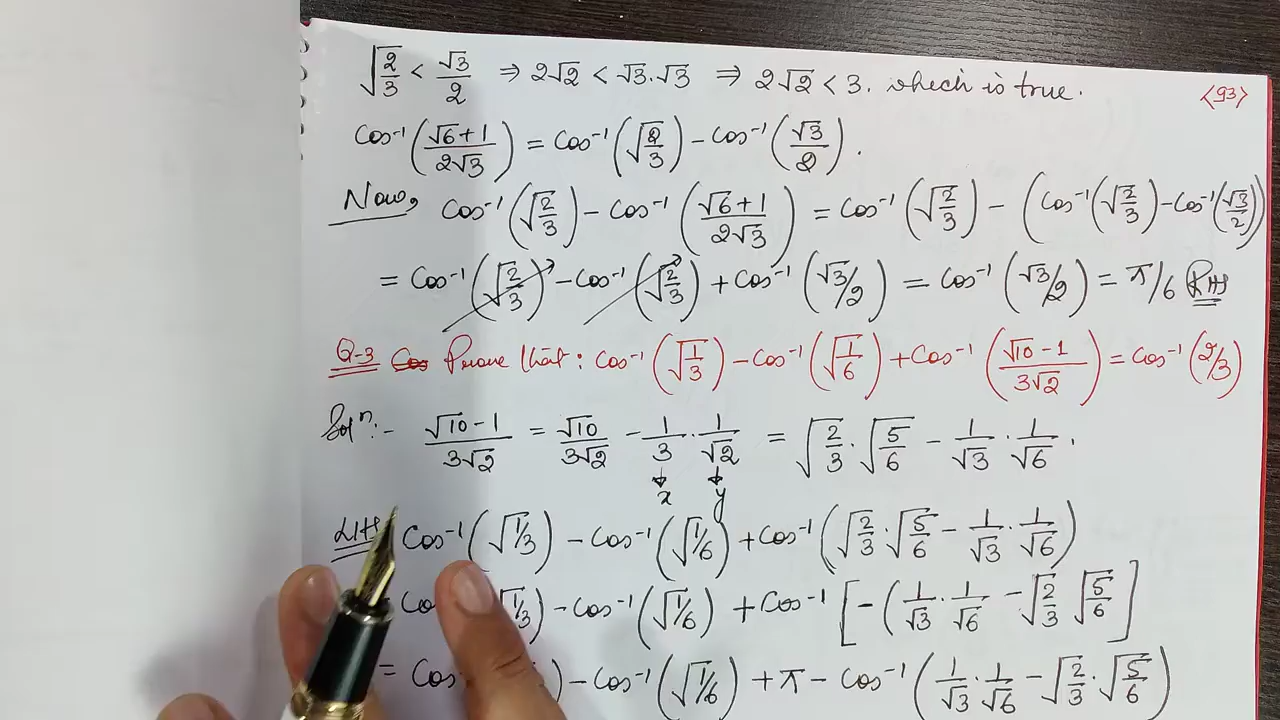 √(2/3) < √3/2 ⇒ 2√2 < √3.√3 ⇒ 2√2 < 3. which is true.
<93>
Cos⁻¹((√6+1)/(2√3)) = Cos⁻¹(√(2/3)) - Cos⁻¹(√3/2).
Now, Cos⁻¹(√(2/3)) - Cos⁻¹((√6+1)/(2√3)) = Cos⁻¹(√(2/3)) - (Cos⁻¹(√(2/3)) - Cos⁻¹(√3/2))
= Cos⁻¹(√(2/3)) - Cos⁻¹(√(2/3)) + Cos⁻¹(√3/2) = Cos⁻¹(√3/2) = π/6 RHS
Q-3 Cos Prove that: Cos⁻¹(√(1/3)) - Cos⁻¹(√(1/6)) + Cos⁻¹((√10-1)/(3√2)) = Cos⁻¹(2/3)
Solⁿ:- (√10-1)/(3√2) = √10/(3√2) - 1/3 · 1/√2 = √(2/3) · √(5/6) - 1/√3 · 1/√6.
x y
LHS Cos⁻¹(√(1/3)) - Cos⁻¹(√(1/6)) + Cos⁻¹(√(2/3) · √(5/6) - 1/√3 · 1/√6)
Co √(1/3)) - Cos⁻¹(√(1/6)) + Cos⁻¹[-(1/√3 · 1/√6 - √(2/3) √(5/6)]
= Cos ) - Cos⁻¹(√(1/6)) + π - Cos⁻¹(1/√3 · 1/√6 - √(2/3) · √(5/6))